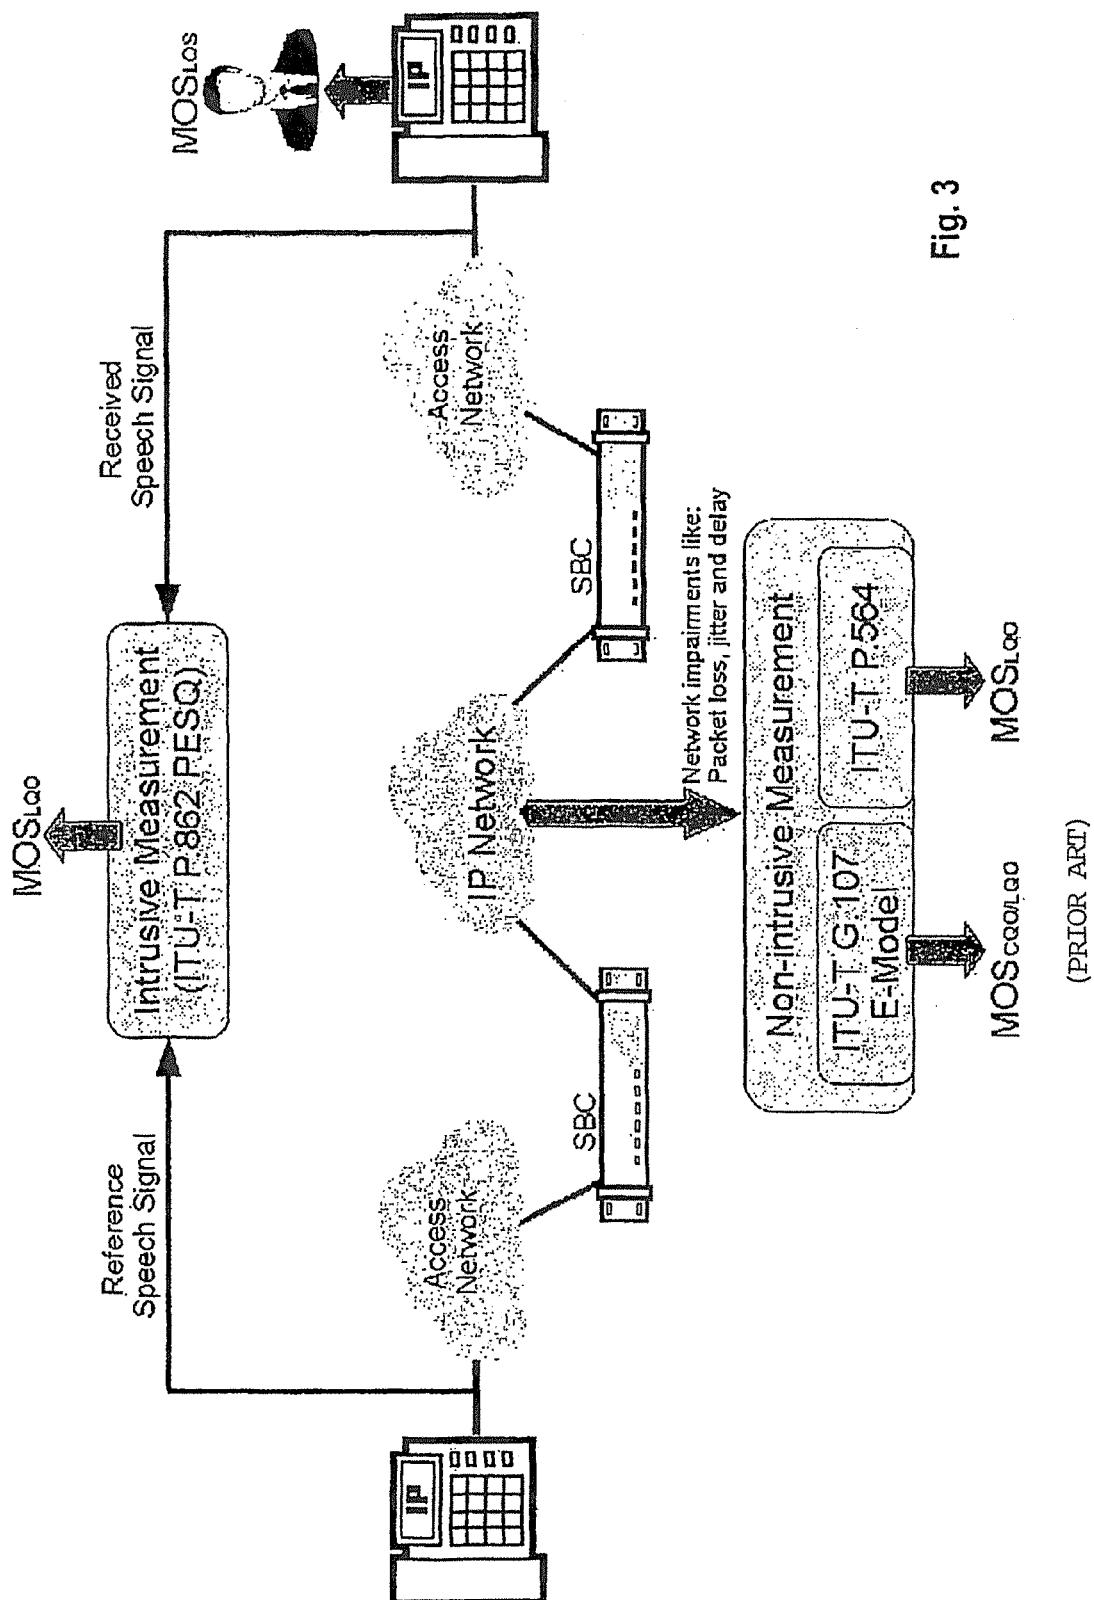 MOSLQO
Intrusive Measurement
(ITU-T P.862 PESQ)
Reference
Speech Signal
Received
Speech Signal
MOSLQS
IP
Access
Network
IP Network
Access
Network
IP
SBC
SBC
Network impairments like:
Packet loss, jitter and delay
Non-intrusive Measurement
ITU-T G 107
E-Model
ITU-T P.564
MOSCQO/LQO
MOSLQO
Fig. 3
(PRIOR ART)